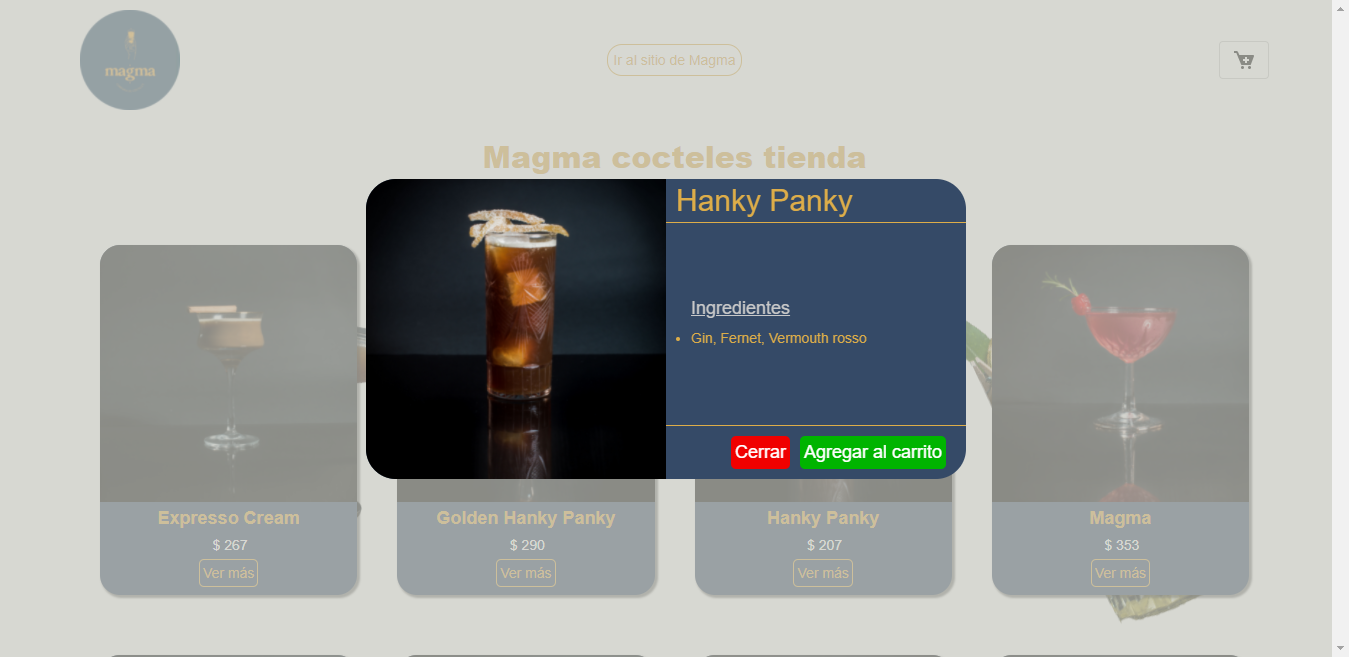 magma
Ir al sitio de Magma
Magma cocteles tienda
Hanky Panky
Ingredientes
Gin, Fernet, Vermouth rosso
Cerrar
Agregar al carrito
Expresso Cream
$ 267
Ver más
Golden Hanky Panky
$ 290
Ver más
Hanky Panky
$ 207
Ver más
Magma
$ 353
Ver más